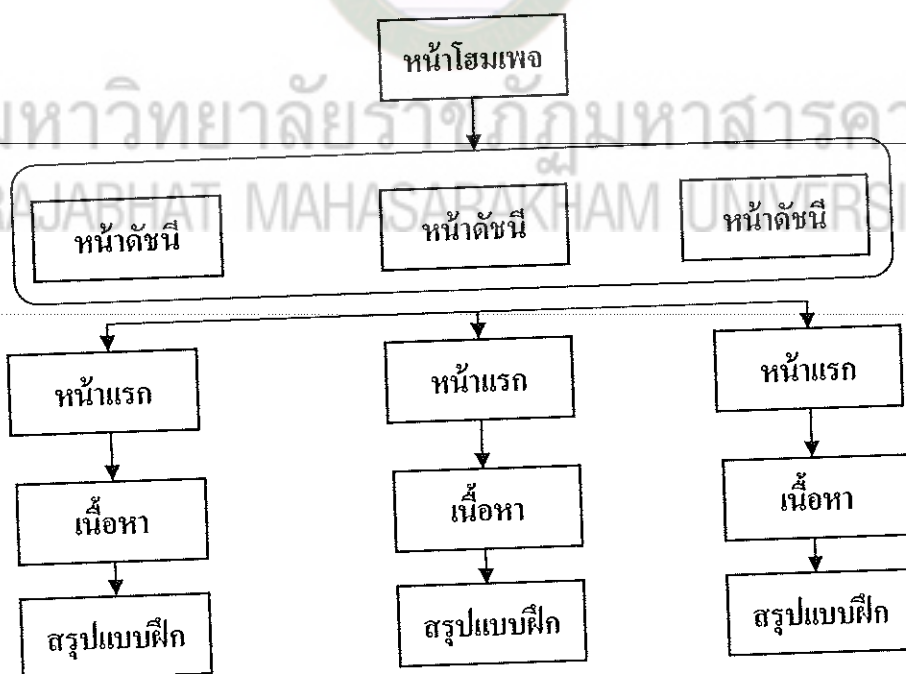 หน้าโฮมเพจ
มหาวิทยาลัยราชภัฏมหาสารคา
RAJABHAT MAHASARAKHAM UNIVERSI
หน้าดัชนี หน้าดัชนี หน้าดัชนี
หน้าแรก หน้าแรก หน้าแรก
เนื้อหา เนื้อหา เนื้อหา
สรุปแบบฝึก สรุปแบบฝึก สรุปแบบฝึก